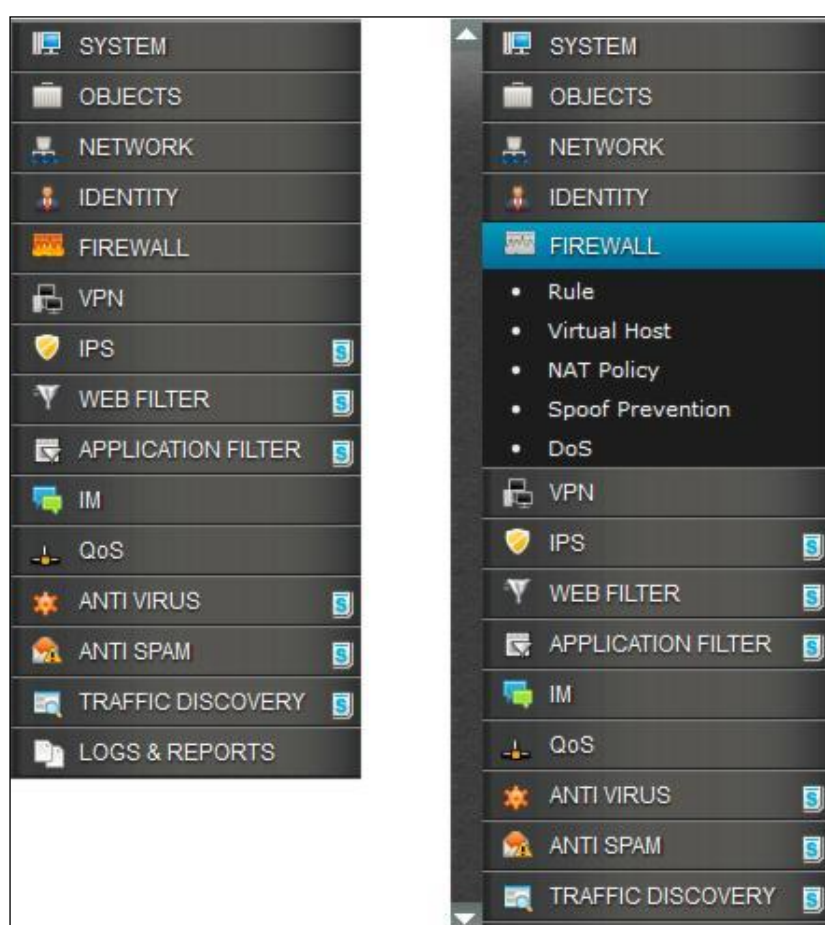 SYSTEM
OBJECTS
NETWORK
IDENTITY
FIREWALL
VPN
IPS S
WEB FILTER S
APPLICATION FILTER S
IM
QoS
ANTI VIRUS S
ANTI SPAM S
TRAFFIC DISCOVERY S
LOGS & REPORTS
SYSTEM
OBJECTS
NETWORK
IDENTITY
FIREWALL
• Rule
• Virtual Host
• NAT Policy
• Spoof Prevention
• DoS
VPN
IPS S
WEB FILTER S
APPLICATION FILTER S
IM
QoS
ANTI VIRUS S
ANTI SPAM S
TRAFFIC DISCOVERY S